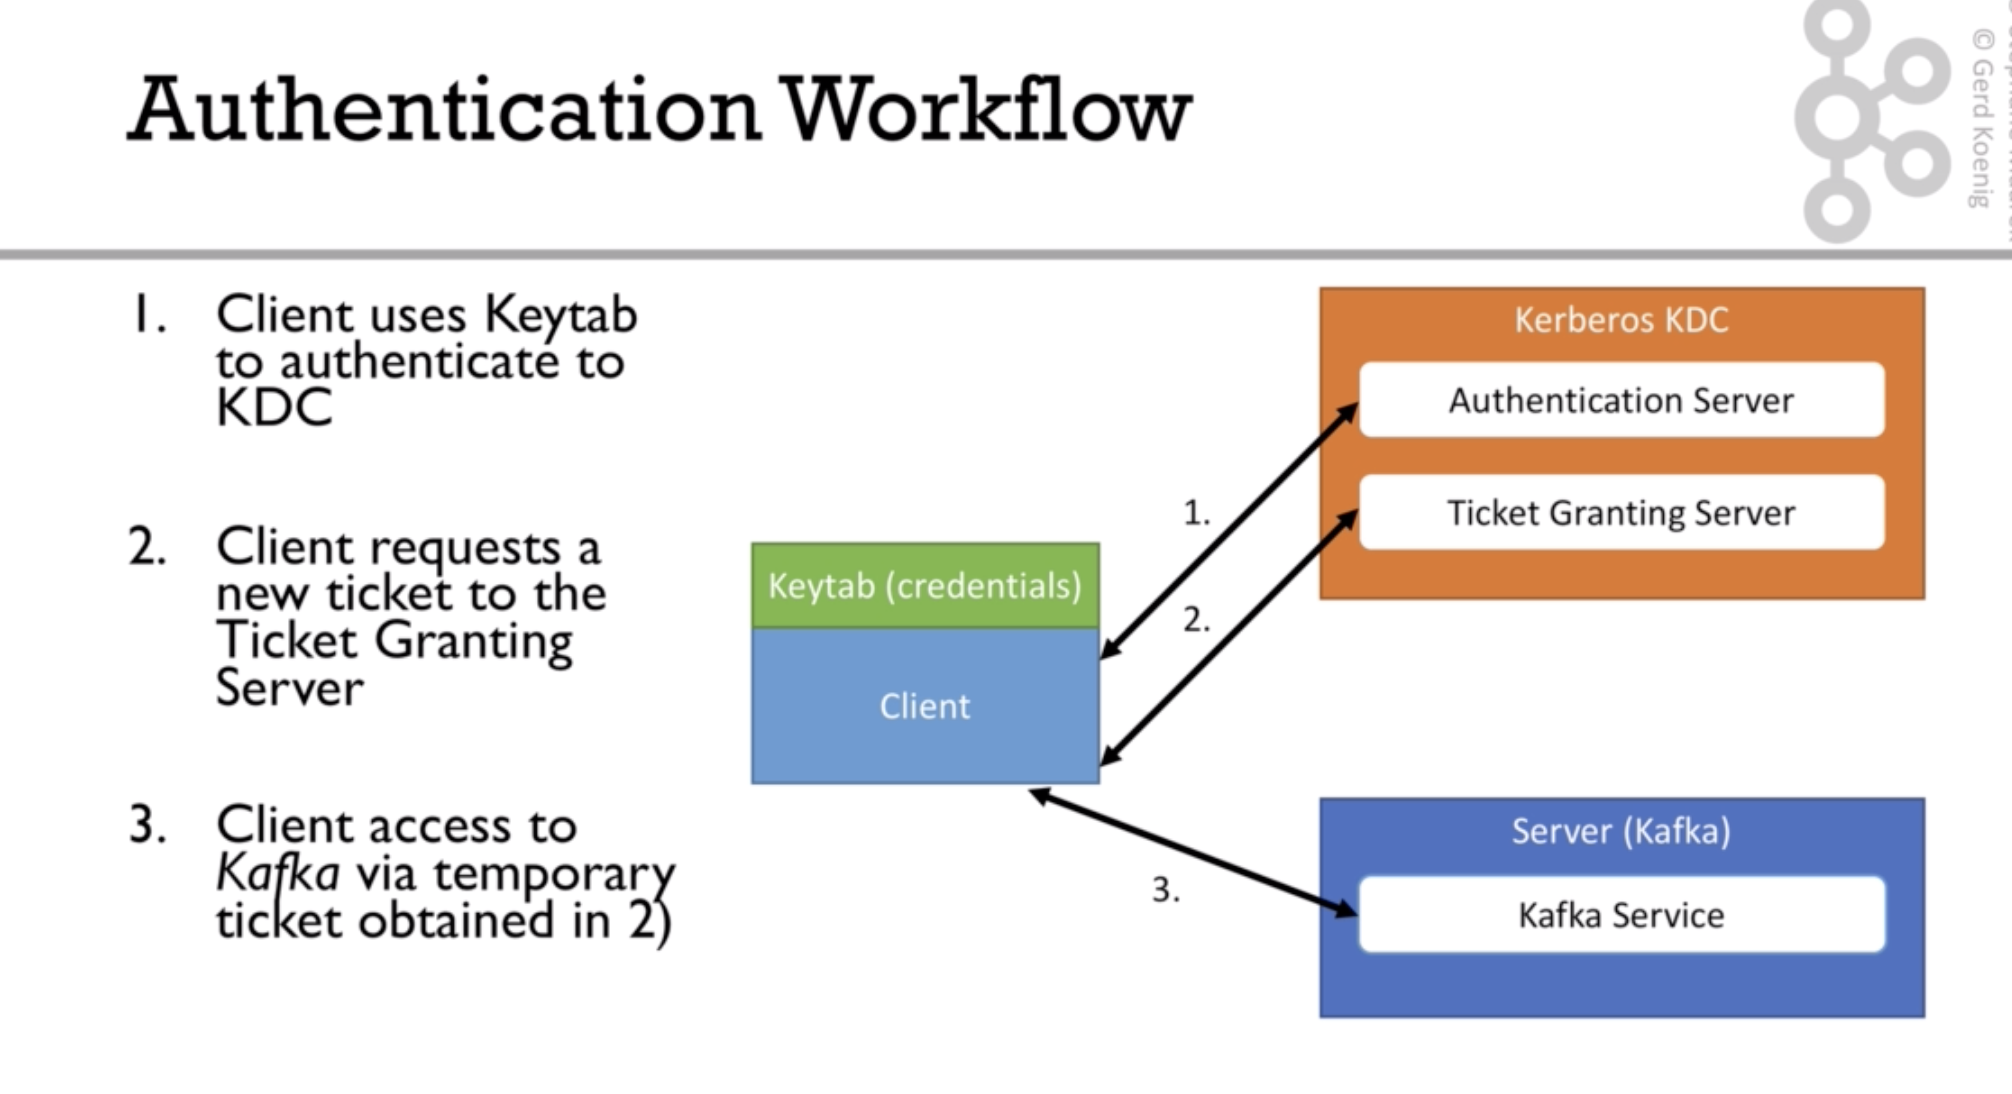 Authentication Workflow
© Gerd Koenig
1. Client uses Keytab
to authenticate to
KDC
2. Client requests a
new ticket to the
Ticket Granting
Server
3. Client access to
Kafka via temporary
ticket obtained in 2)
Kerberos KDC
Authentication Server
Ticket Granting Server
1.
2.
Keytab (credentials)
Client
3.
Server (Kafka)
Kafka Service